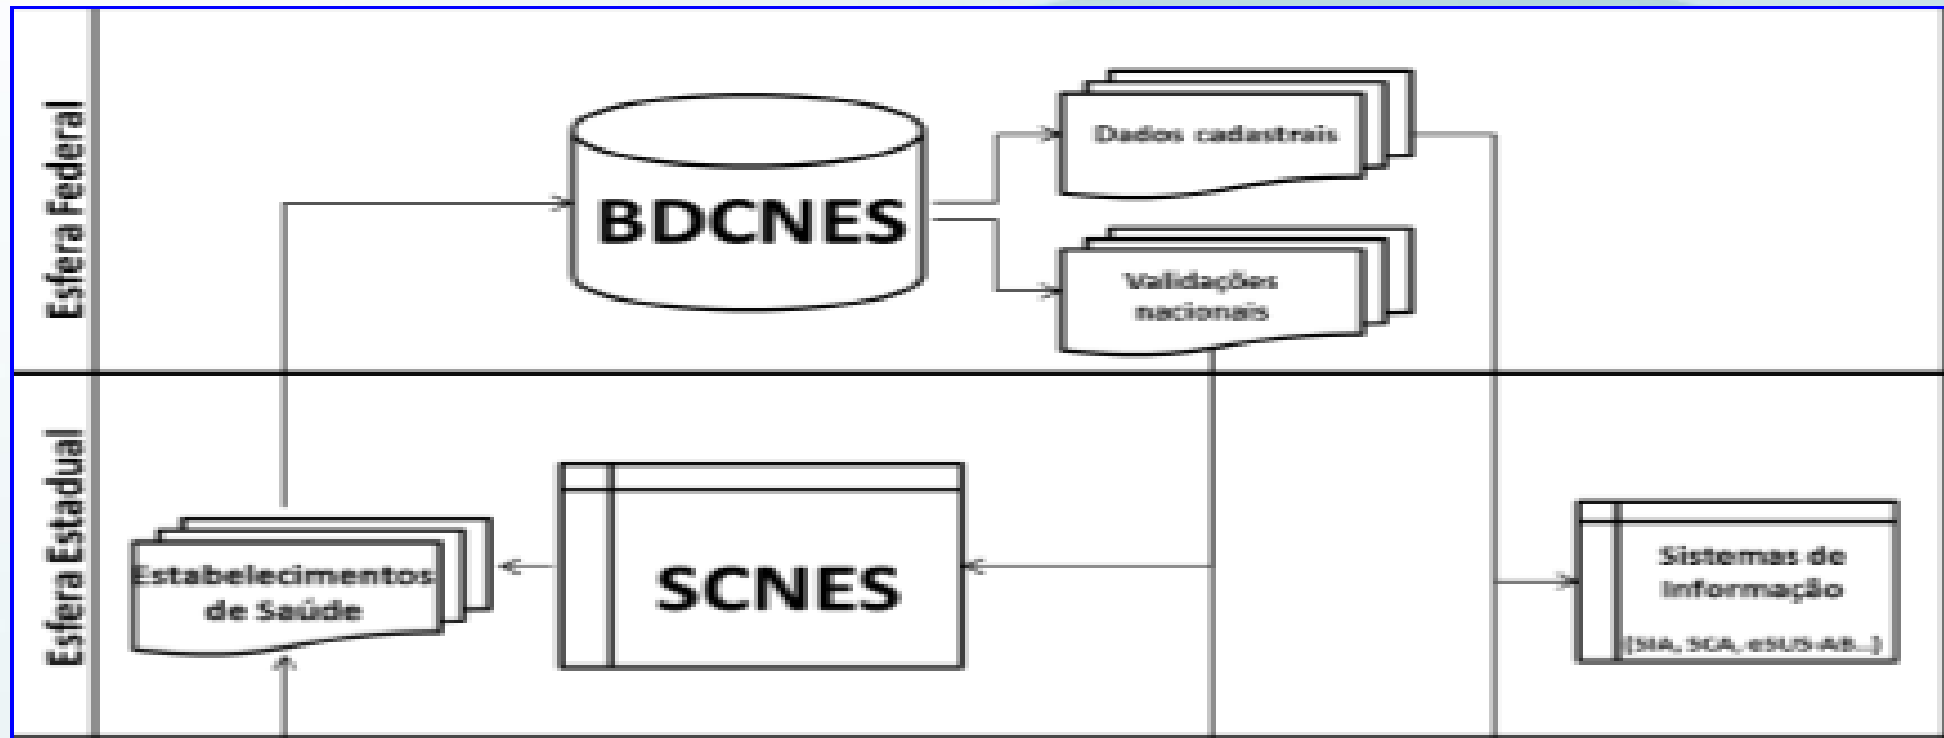 Esfera Federal
BDCNES
Dados cadastrais
Validações
nacionais
Esfera Estadual
Estabelecimentos
de Saúde
SCNES
Sistemas de
Informação
(SIA, SCA, eSUS-AB...)